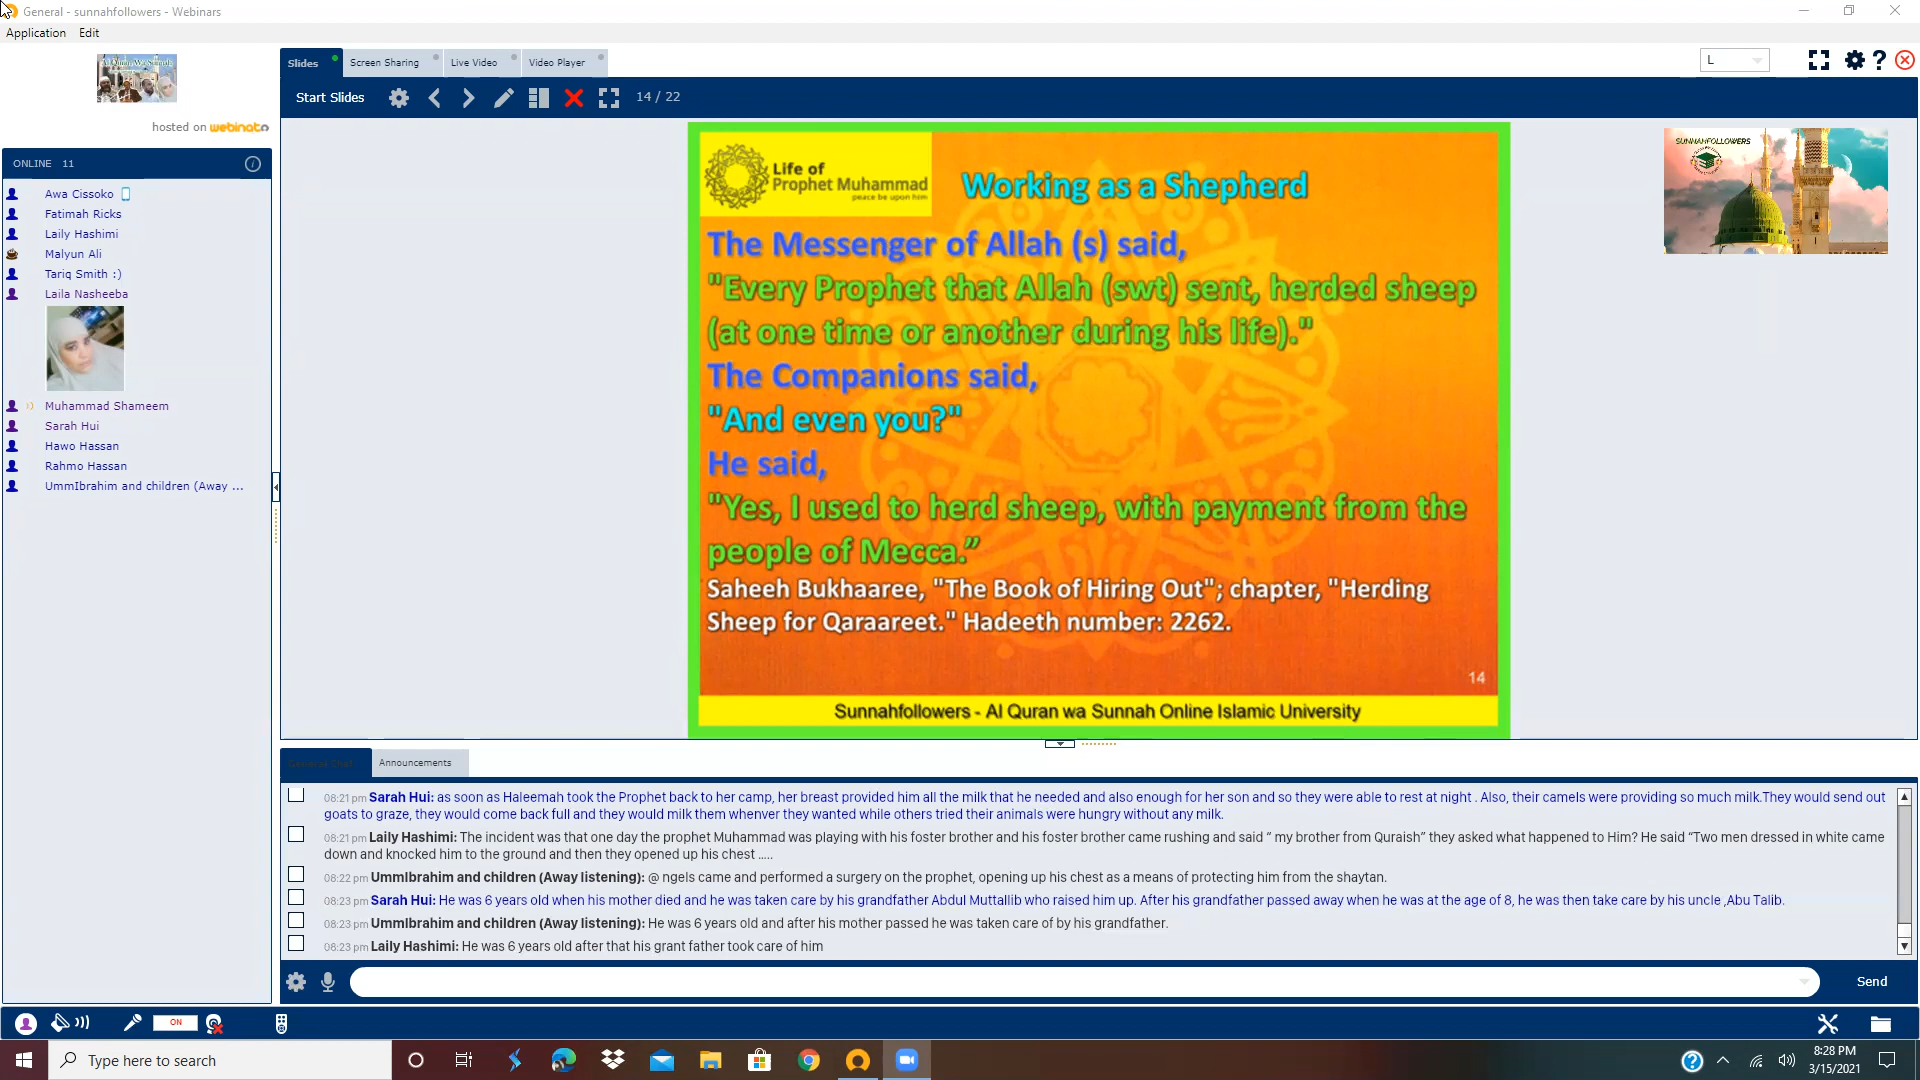 General - sunnahfollowers - Webinars
Application Edit
hosted on webinato
ONLINE 11
Awa Cissoko
Fatimah Ricks
Laily Hashimi
Malyun Ali
Tariq Smith :)
Laila Nasheeba
Muhammad Shameem
Sarah Hui
Hawo Hassan
Rahmo Hassan
UmmIbrahim and children (Away ...
Slides Screen Sharing Live Video Video Player
L
Start Slides 14 / 22
Life of
Prophet Muhammad
peace be upon him
Working as a Shepherd
The Messenger of Allah (s) said,
"Every Prophet that Allah (swt) sent, herded sheep
(at one time or another during his life)."
The Companions said,
"And even you?"
He said,
"Yes, I used to herd sheep, with payment from the
people of Mecca.”
Saheeh Bukhaaree, "The Book of Hiring Out"; chapter, "Herding
Sheep for Qaraareet." Hadeeth number: 2262.
14
Sunnahfollowers - Al Quran wa Sunnah Online Islamic University
SUNNAHFOLLOWERS
General Chat Announcements
08:21 pm Sarah Hui: as soon as Haleemah took the Prophet back to her camp, her breast provided him all the milk that he needed and also enough for her son and so they were able to rest at night . Also, their camels were providing so much milk.They would send out
goats to graze, they would come back full and they would milk them whenver they wanted while others tried their animals were hungry without any milk.
08:21 pm Laily Hashimi: The incident was that one day the prophet Muhammad was playing with his foster brother and his foster brother came rushing and said “ my brother from Quraish” they asked what happened to Him? He said “Two men dressed in white came
down and knocked him to the ground and then they opened up his chest .....
08:22 pm UmmIbrahim and children (Away listening): @ ngels came and performed a surgery on the prophet, opening up his chest as a means of protecting him from the shaytan.
08:23 pm Sarah Hui: He was 6 years old when his mother died and he was taken care by his grandfather Abdul Muttallib who raised him up. After his grandfather passed away when he was at the age of 8, he was then take care by his uncle ,Abu Talib.
08:23 pm UmmIbrahim and children (Away listening): He was 6 years old and after his mother passed he was taken care of by his grandfather.
08:23 pm Laily Hashimi: He was 6 years old after that his grant father took care of him
Send
ON
Type here to search
8:28 PM
3/15/2021